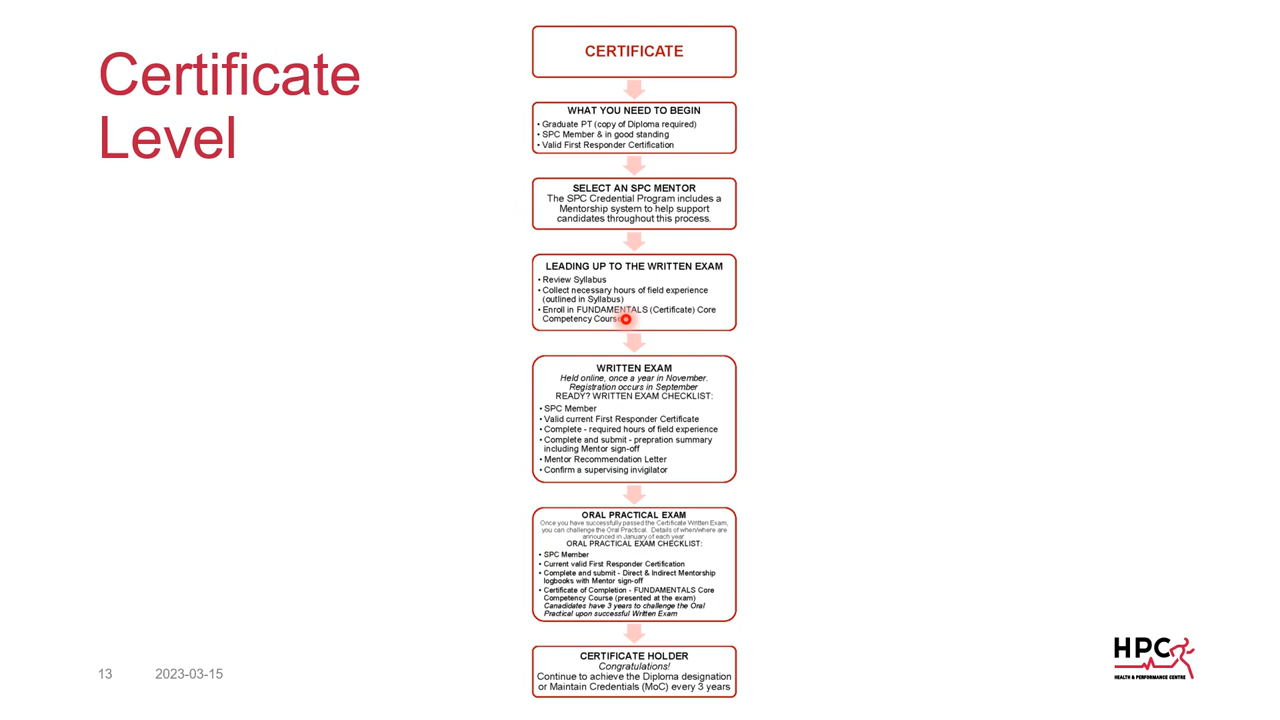 Certificate
Level
CERTIFICATE
WHAT YOU NEED TO BEGIN
• Graduate PT (copy of Diploma required)
• SPC Member & in good standing
• Valid First Responder Certification
SELECT AN SPC MENTOR
The SPC Credential Program includes a
Mentorship system to help support
candidates throughout this process.
LEADING UP TO THE WRITTEN EXAM
• Review Syllabus
• Collect necessary hours of field experience
(outlined in Syllabus)
• Enroll in FUNDAMENTALS (Certificate) Core
Competency Cours
WRITTEN EXAM
Held online, once a year in November.
Registration occurs in September
READY? WRITTEN EXAM CHECKLIST:
• SPC Member
• Valid current First Responder Certificate
• Complete - required hours of field experience
• Complete and submit - prepration summary
including Mentor sign-off
• Mentor Recommendation Letter
• Confirm a supervising invigilator
ORAL PRACTICAL EXAM
Once you have successfully passed the Certificate Written Exam,
you can challenge the Oral Practical. Details of when/where are
announced in January of each year
ORAL PRACTICAL EXAM CHECKLIST:
• SPC Member
• Current valid First Responder Certification
• Complete and submit - Direct & Indirect Mentorship
logbooks with Mentor sign-off
• Certificate of Completion - FUNDAMENTALS Core
Competency Course (presented at the exam)
Canadidates have 3 years to challenge the Oral
Practical upon successful Written Exam
CERTIFICATE HOLDER
Congratulations!
Continue to achieve the Diploma designation
or Maintain Credentials (MoC) every 3 years
13
2023-03-15
HPC
HEALTH & PERFORMANCE CENTRE